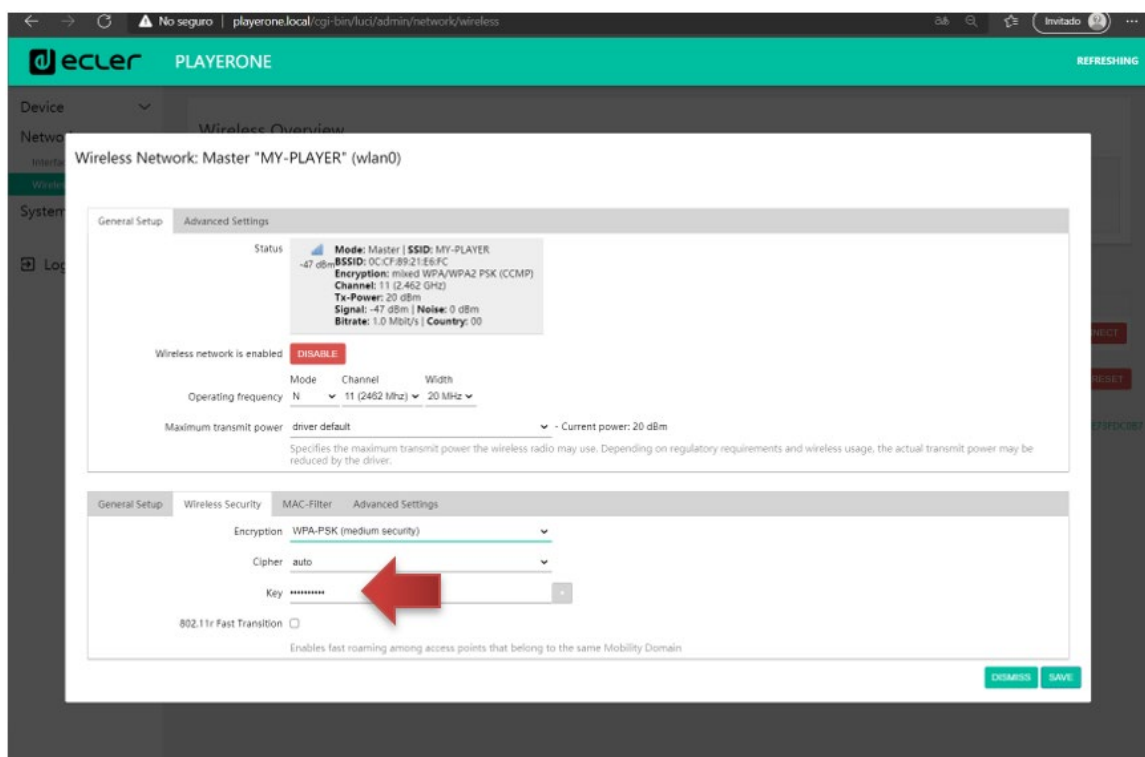 No seguro | playerone.local/cgi-bin/luci/admin/network/wireless
Invitado
ecler PLAYERONE REFRESHING
Device
Wireless Overview
Wireless Network: Master "MY-PLAYER" (wlan0)
System
General Setup Advanced Settings
Status
Mode: Master | SSID: MY-PLAYER
-47 dBm BSSID: 0C:CF:89:21:E6:FC
Encryption: mixed WPA/WPA2 PSK (CCMP)
Channel: 11 (2.462 GHz)
Tx-Power: 20 dBm
Signal: -47 dBm | Noise: 0 dBm
Bitrate: 1.0 Mbit/s | Country: 00
Wireless network is enabled DISABLE
Mode Channel Width
Operating frequency N 11 (2462 Mhz) 20 MHz
Maximum transmit power driver default - Current power: 20 dBm
Specifies the maximum transmit power the wireless radio may use. Depending on regulatory requirements and wireless usage, the actual transmit power may be
reduced by the driver.
RESET
General Setup Wireless Security MAC-Filter Advanced Settings
Encryption WPA-PSK (medium security)
Cipher auto
Key ••••••••••
802.11r Fast Transition
Enables fast roaming among access points that belong to the same Mobility Domain
DISMISS SAVE